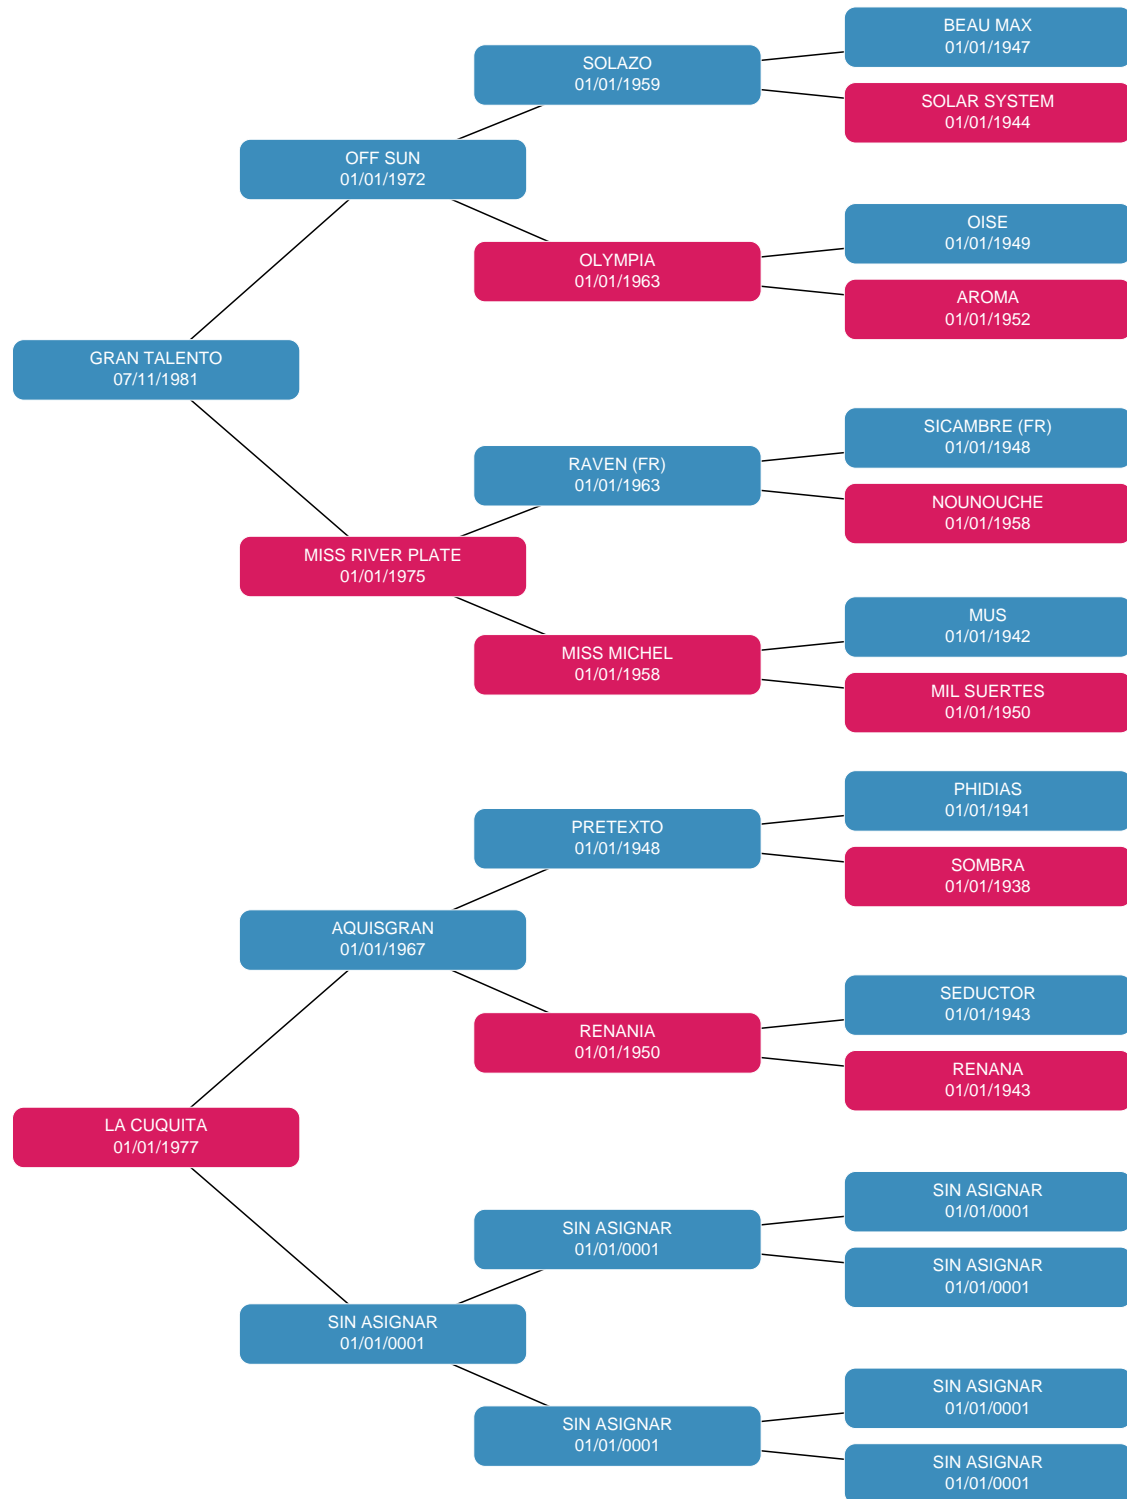 BEAU MAX
01/01/1947
SOLAZO
01/01/1959
SOLAR SYSTEM
01/01/1944
OFF SUN
01/01/1972
OISE
01/01/1949
OLYMPIA
01/01/1963
AROMA
01/01/1952
GRAN TALENTO
07/11/1981
SICAMBRE (FR)
01/01/1948
RAVEN (FR)
01/01/1963
NOUNOUCHE
01/01/1958
MISS RIVER PLATE
01/01/1975
MUS
01/01/1942
MISS MICHEL
01/01/1958
MIL SUERTES
01/01/1950
PHIDIAS
01/01/1941
PRETEXTO
01/01/1948
SOMBRA
01/01/1938
AQUISGRAN
01/01/1967
SEDUCTOR
01/01/1943
RENANIA
01/01/1950
RENANA
01/01/1943
LA CUQUITA
01/01/1977
SIN ASIGNAR
01/01/0001
SIN ASIGNAR
01/01/0001
SIN ASIGNAR
01/01/0001
SIN ASIGNAR
01/01/0001
SIN ASIGNAR
01/01/0001
SIN ASIGNAR
01/01/0001
SIN ASIGNAR
01/01/0001